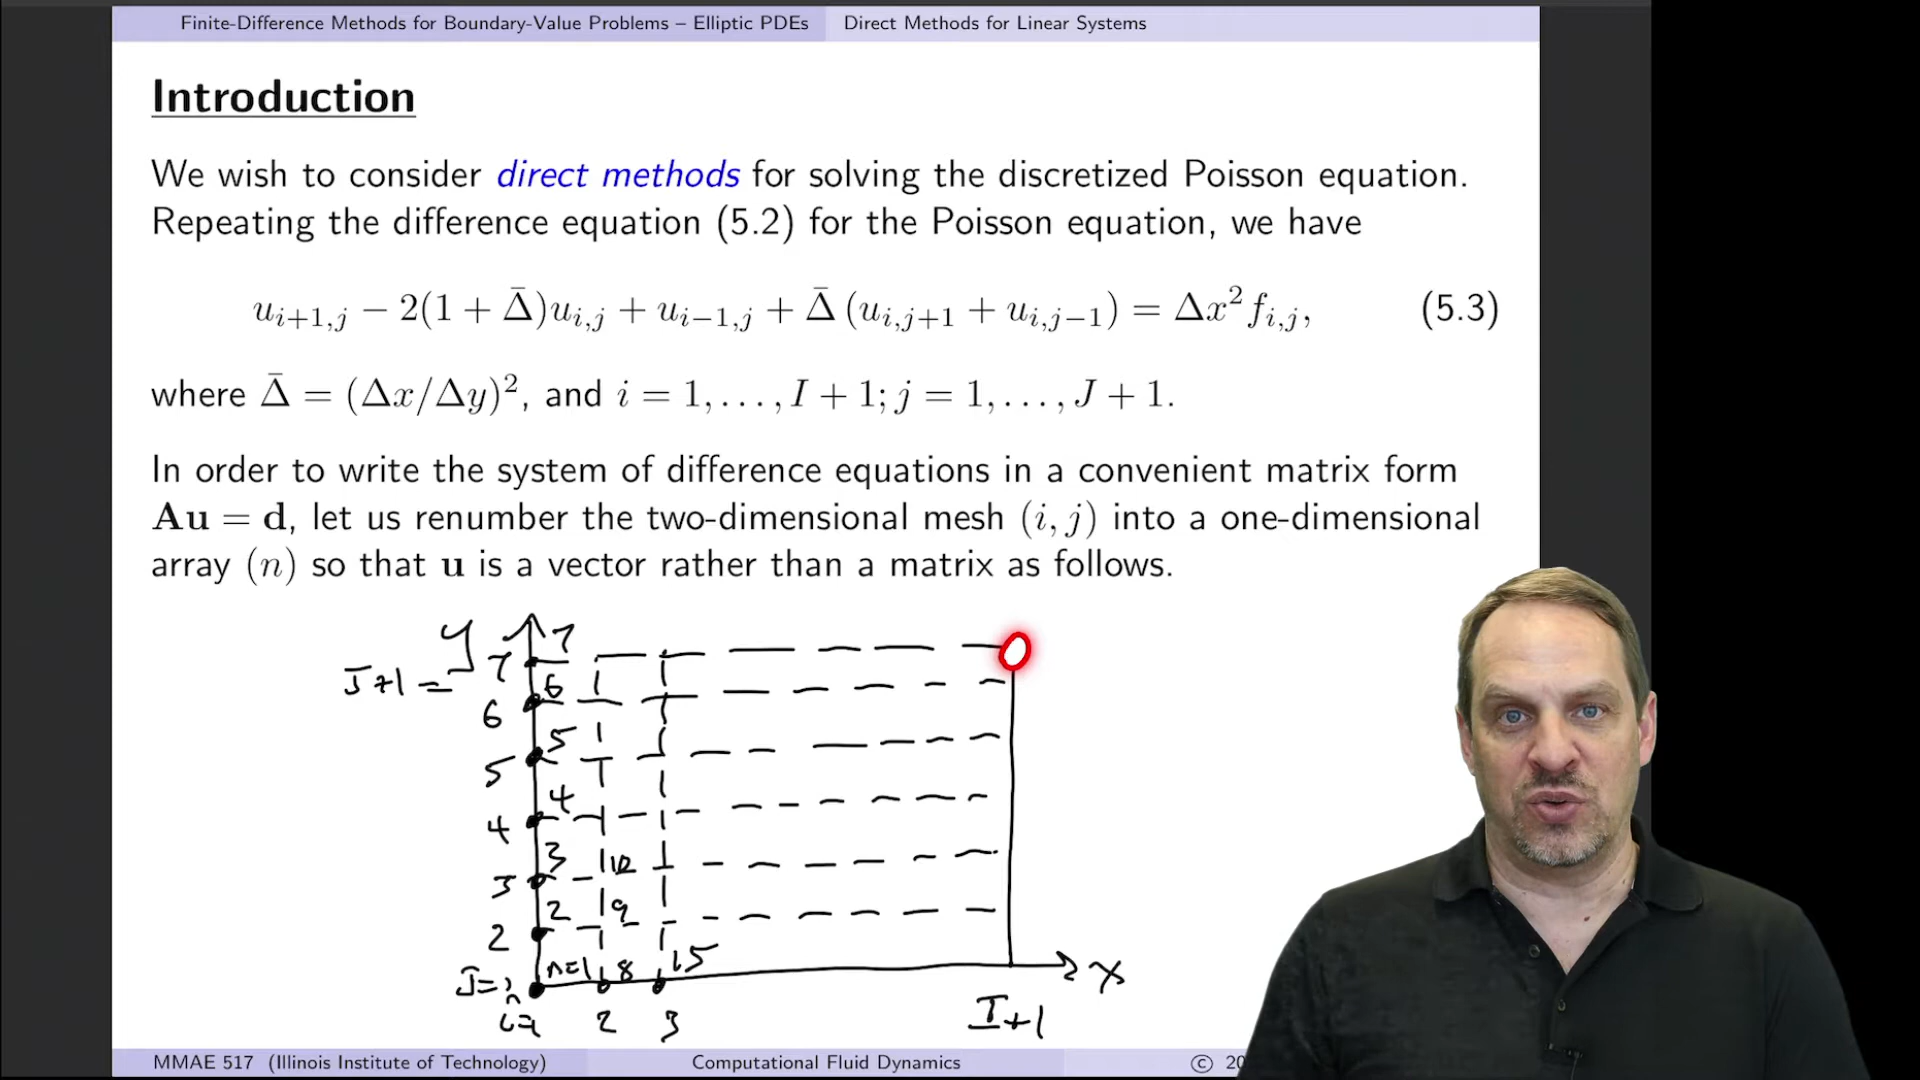 Finite-Difference Methods for Boundary-Value Problems – Elliptic PDEs Direct Methods for Linear Systems
Introduction
We wish to consider direct methods for solving the discretized Poisson equation.
Repeating the difference equation (5.2) for the Poisson equation, we have
u_{i+1,j} − 2(1 + Δ̄)u_{i,j} + u_{i−1,j} + Δ̄ (u_{i,j+1} + u_{i,j−1}) = Δx² f_{i,j}, (5.3)
where Δ̄ = (Δx/Δy)², and i = 1, . . . , I + 1; j = 1, . . . , J + 1.
In order to write the system of difference equations in a convenient matrix form
Au = d, let us renumber the two-dimensional mesh (i, j) into a one-dimensional
array (n) so that u is a vector rather than a matrix as follows.
y 7
J+1 = 7
6
6
5
5
4
4
3 10
3
2 9
2
n=1 8 15
J= x
2 3 I+1
MMAE 517 (Illinois Institute of Technology) Computational Fluid Dynamics © 20